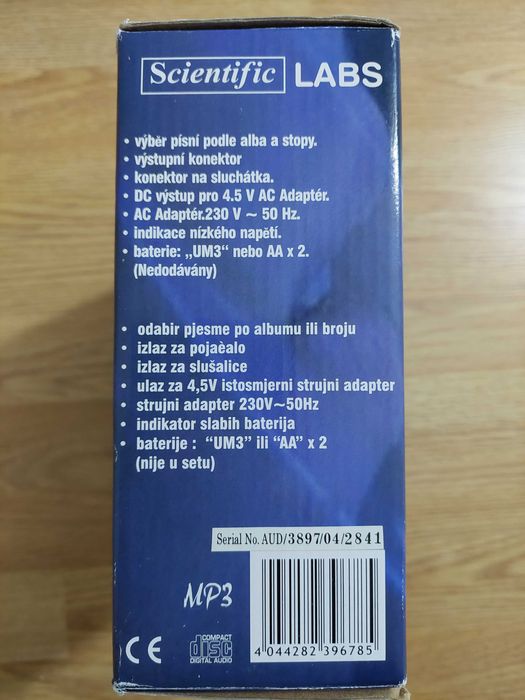 Scientific LABS
• výběr písní podle alba a stopy.
• výstupní konektor
• konektor na sluchátka.
• DC výstup pro 4.5 V AC Adaptér.
• AC Adaptér.230 V ~ 50 Hz.
• indikace nízkého napětí.
• baterie: „UM3“ nebo AA x 2.
(Nedodávány)
• odabir pjesme po albumu ili broju
• izlaz za pojaèalo
• izlaz za slušalice
• ulaz za 4,5V istosmjerni strujni adapter
• strujni adapter 230V~50Hz
• indikator slabih baterija
• baterije : “UM3” ili “AA” x 2
(nije u setu)
Serial No. AUD/3897/04/2841
MP3
CE
COMPACT
disc
DIGITAL AUDIO
4 044282 396785